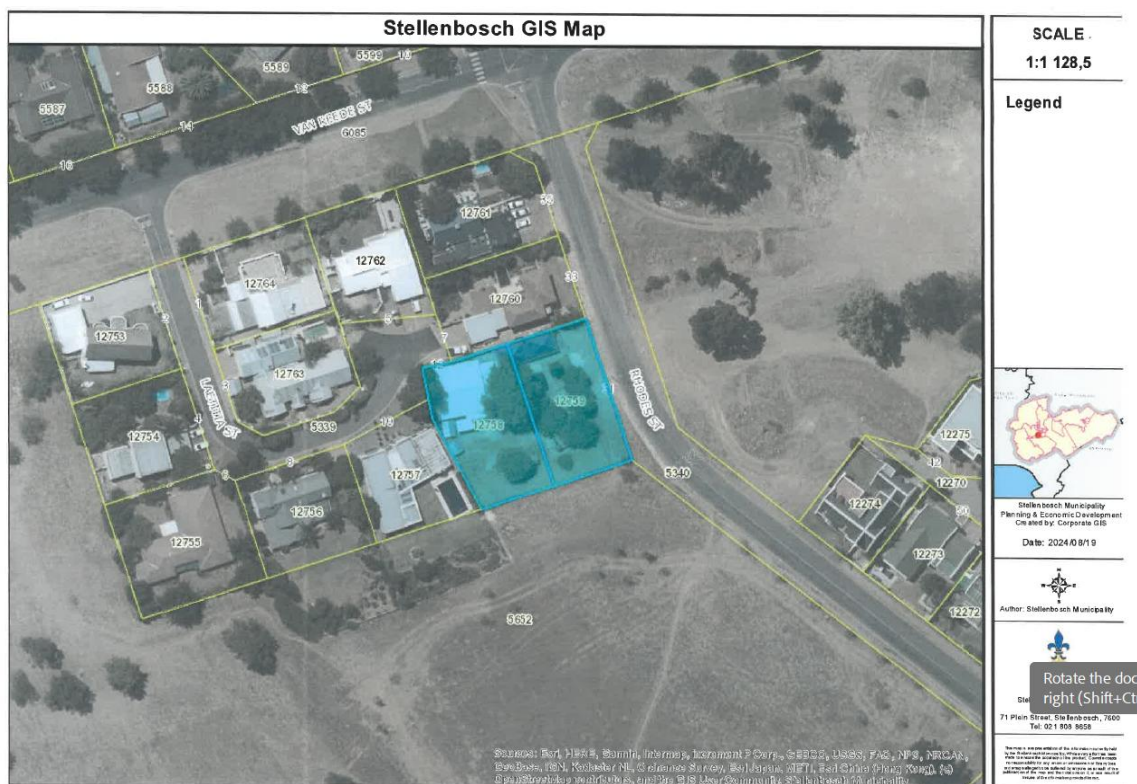 Stellenbosch GIS Map
SCALE
1:1 128,5
Legend
5587
5588
5589
5599
10
12
14
16
VAN REEDE ST
6085
12761
35
12762
12764
12760
33
12753
2
1
5
7
12763
3
LAETITIA ST
4
12754
5339
10
12758
12759
RHODES ST
6
8
12757
12756
12755
5340
12275
42
12270
50
12274
12273
12272
5652
Stellenbosch Municipality
Planning & Economic Development
Created by: Corporate GIS
Date: 2024/08/19
Author: Stellenbosch Municipality
Rotate the doc
right (Shift+Ct
71 Plein Street, Stellenbosch, 7600
Tel: 021 808 8658